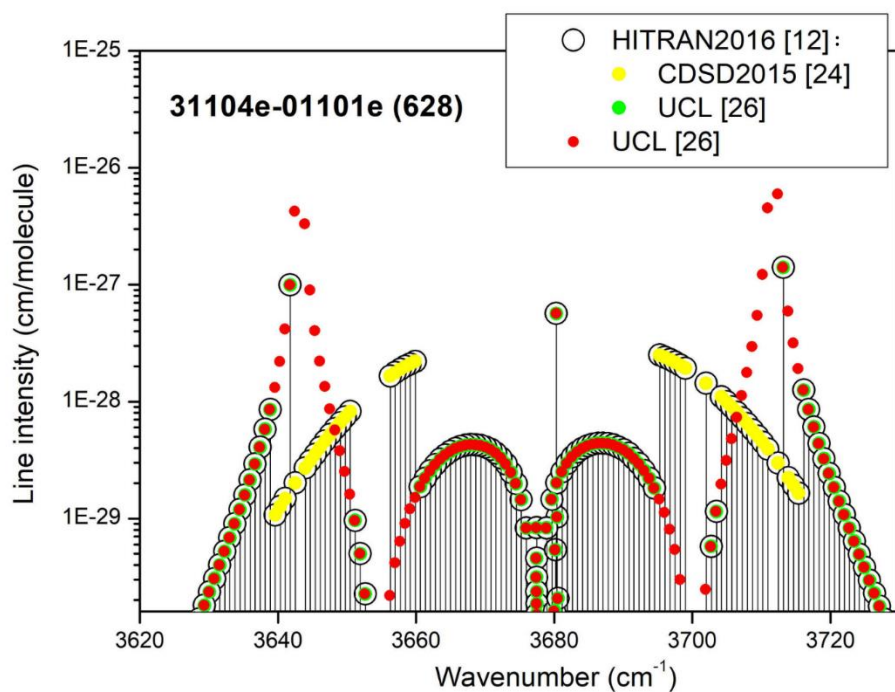 HITRAN2016 [12]:
CDSD2015 [24]
UCL [26]
UCL [26]
31104e-01101e (628)
1E-25
1E-26
1E-27
1E-28
1E-29
Line intensity (cm/molecule)
3620 3640 3660 3680 3700 3720
Wavenumber (cm⁻¹)